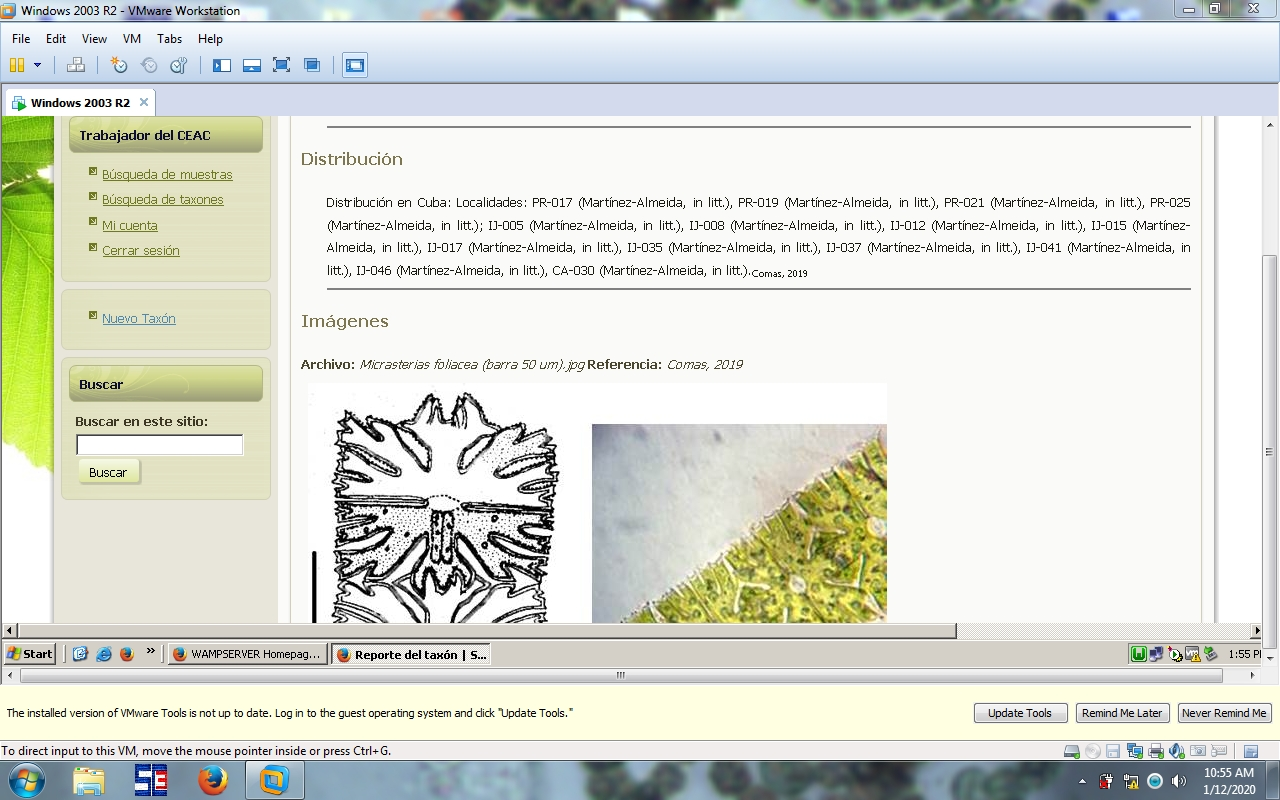 Windows 2003 R2 - VMware Workstation
File Edit View VM Tabs Help
Windows 2003 R2
Trabajador del CEAC
Búsqueda de muestras
Búsqueda de taxones
Mi cuenta
Cerrar sesión
Nuevo Taxón
Buscar
Buscar en este sitio:
Buscar
Distribución
Distribución en Cuba: Localidades: PR-017 (Martínez-Almeida, in litt.), PR-019 (Martínez-Almeida, in litt.), PR-021 (Martínez-Almeida, in litt.), PR-025
(Martínez-Almeida, in litt.); IJ-005 (Martínez-Almeida, in litt.), IJ-008 (Martínez-Almeida, in litt.), IJ-012 (Martínez-Almeida, in litt.), IJ-015 (Martínez-
Almeida, in litt.), IJ-017 (Martínez-Almeida, in litt.), IJ-035 (Martínez-Almeida, in litt.), IJ-037 (Martínez-Almeida, in litt.), IJ-041 (Martínez-Almeida, in
litt.), IJ-046 (Martínez-Almeida, in litt.), CA-030 (Martínez-Almeida, in litt.).Comas, 2019
Imágenes
Archivo: Micrasterias foliacea (barra 50 um).jpg Referencia: Comas, 2019
Start
WAMPSERVER Homepag...
Reporte del taxón | S...
1:55 P
The installed version of VMware Tools is not up to date. Log in to the guest operating system and click "Update Tools."
Update Tools
Remind Me Later
Never Remind Me
To direct input to this VM, move the mouse pointer inside or press Ctrl+G.
10:55 AM
1/12/2020